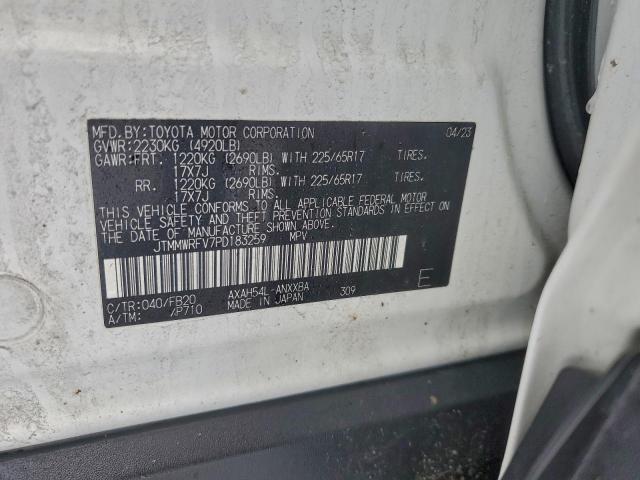 MFD.BY:TOYOTA MOTOR CORPORATION 04/23
GVWR:2230KG (4920LB)
GAWR:FRT. 1220KG (2690LB) WITH 225/65R17 TIRES.
17X7J RIMS.
RR. 1220KG (2690LB) WITH 225/65R17 TIRES.
17X7J RIMS.
THIS VEHICLE CONFORMS TO ALL APPLICABLE FEDERAL MOTOR
VEHICLE SAFETY AND THEFT PREVENTION STANDARDS IN EFFECT ON
THE DATE OF MANUFACTURE SHOWN ABOVE.
JTMMWRFV7PD183259 MPV
C/TR:040/FB20 AXAH54L-ANXXBA 309 E
A/TM: /P710 MADE IN JAPAN